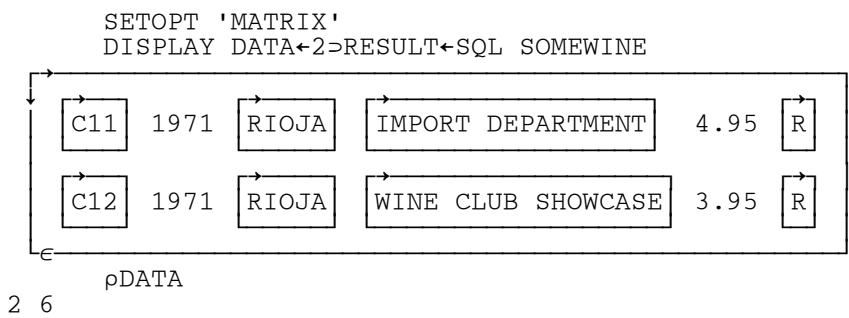 SETOPT 'MATRIX'
DISPLAY DATA←2⊃RESULT←SQL SOMEWINE
C11 1971 RIOJA IMPORT DEPARTMENT 4.95 R
C12 1971 RIOJA WINE CLUB SHOWCASE 3.95 R
⍴DATA
2 6